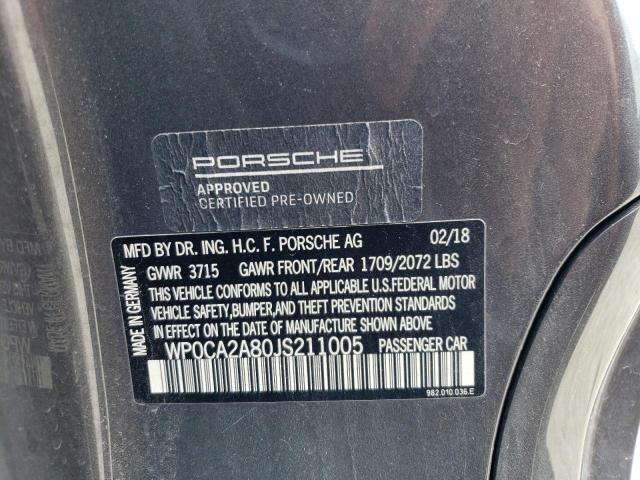 PORSCHE
APPROVED
CERTIFIED PRE-OWNED
MFD BY DR. ING. H.C. F. PORSCHE AG 02/18
GVWR 3715 GAWR FRONT/REAR 1709/2072 LBS
THIS VEHICLE CONFORMS TO ALL APPLICABLE U.S.FEDERAL MOTOR
VEHICLE SAFETY,BUMPER,AND THEFT PREVENTION STANDARDS
IN EFFECT ON THE DATE OF MANUFACTURE SHOWN ABOVE.
WP0CA2A80JS211005 PASSENGER CAR
982.010.036.E
MADE IN GERMANY